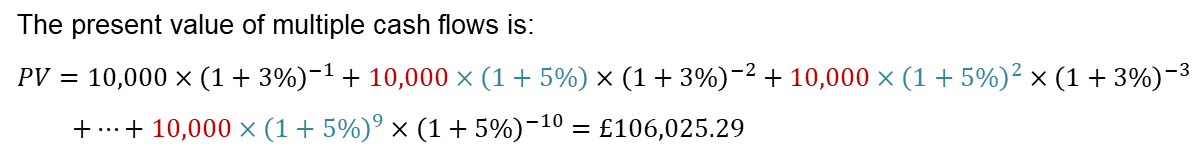 The present value of multiple cash flows is:
PV = 10,000 × (1 + 3%)⁻¹ + 10,000 × (1 + 5%) × (1 + 3%)⁻² + 10,000 × (1 + 5%)² × (1 + 3%)⁻³
+ ⋯ + 10,000 × (1 + 5%)⁹ × (1 + 5%)⁻¹⁰ = £106,025.29